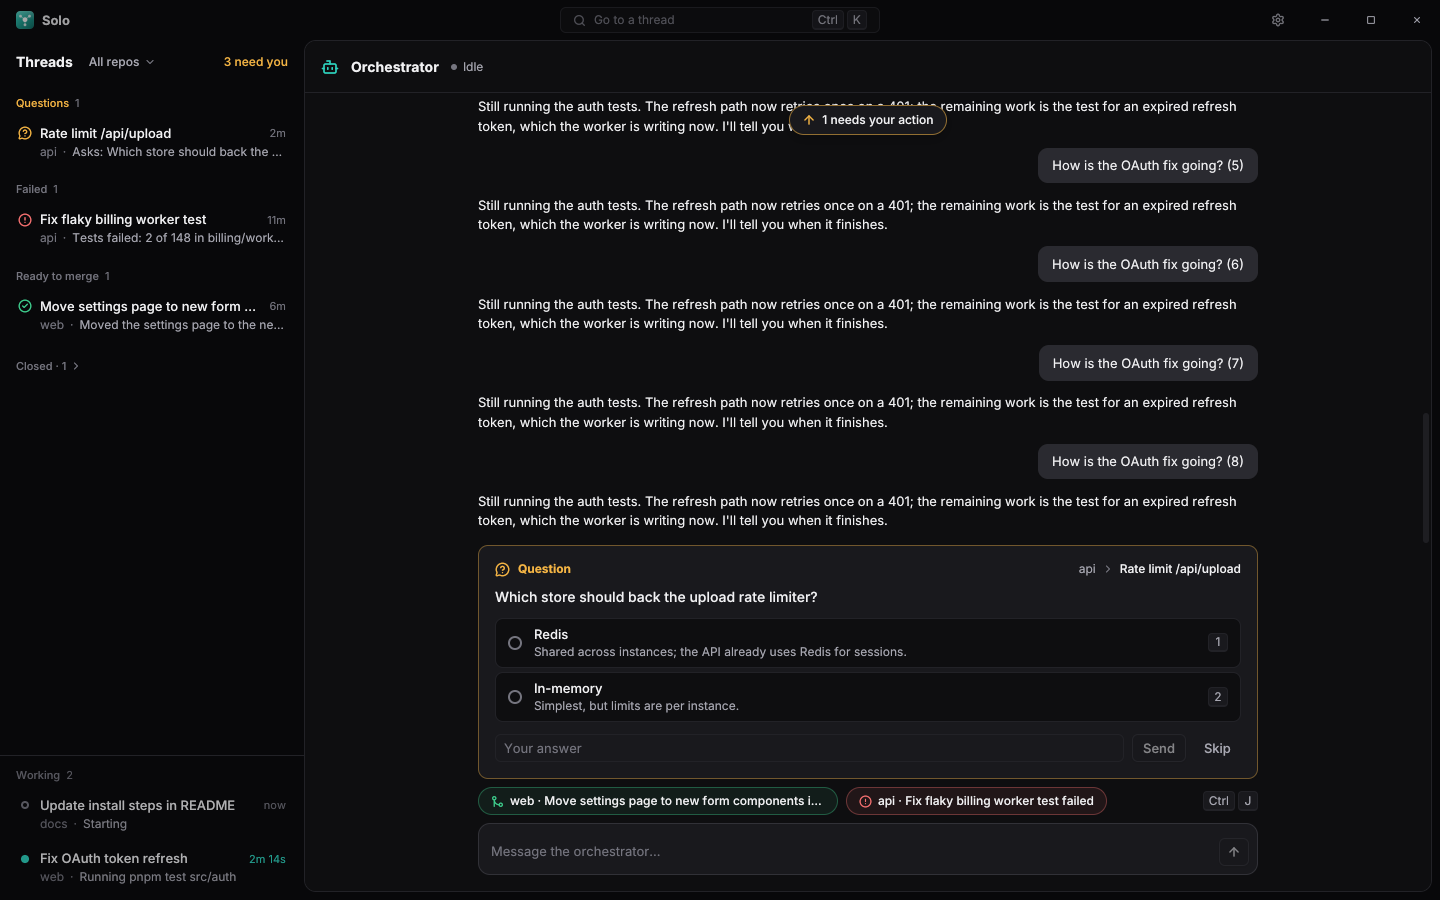 Solo
Go to a thread
Ctrl K
Threads
All repos
3 need you
Questions 1
Rate limit /api/upload
2m
api · Asks: Which store should back the ...
Failed 1
Fix flaky billing worker test
11m
api · Tests failed: 2 of 148 in billing/work...
Ready to merge 1
Move settings page to new form ...
6m
web · Moved the settings page to the ne...
Closed · 1
Working 2
Update install steps in README
now
docs · Starting
Fix OAuth token refresh
2m 14s
web · Running pnpm test src/auth
Orchestrator
Idle
Still running the auth tests. The refresh path now retries once on a 401; the remaining work is the test for an expired refresh
token, which the worker is writing now. I'll tell you
1 needs your action
How is the OAuth fix going? (5)
Still running the auth tests. The refresh path now retries once on a 401; the remaining work is the test for an expired refresh
token, which the worker is writing now. I'll tell you when it finishes.
How is the OAuth fix going? (6)
Still running the auth tests. The refresh path now retries once on a 401; the remaining work is the test for an expired refresh
token, which the worker is writing now. I'll tell you when it finishes.
How is the OAuth fix going? (7)
Still running the auth tests. The refresh path now retries once on a 401; the remaining work is the test for an expired refresh
token, which the worker is writing now. I'll tell you when it finishes.
How is the OAuth fix going? (8)
Still running the auth tests. The refresh path now retries once on a 401; the remaining work is the test for an expired refresh
token, which the worker is writing now. I'll tell you when it finishes.
Question
api > Rate limit /api/upload
Which store should back the upload rate limiter?
Redis
Shared across instances; the API already uses Redis for sessions.
1
In-memory
Simplest, but limits are per instance.
2
Your answer
Send
Skip
web · Move settings page to new form components i...
api · Fix flaky billing worker test failed
Ctrl J
Message the orchestrator...